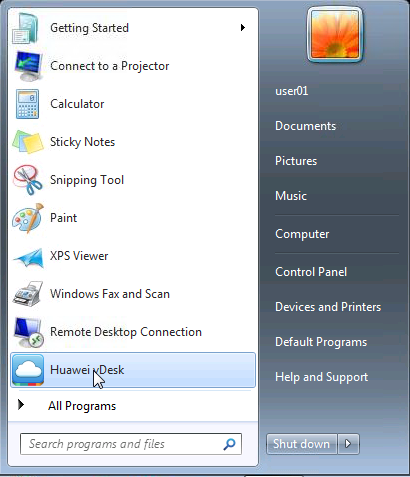 Getting Started
Connect to a Projector
Calculator
Sticky Notes
Snipping Tool
Paint
XPS Viewer
Windows Fax and Scan
Remote Desktop Connection
Huawei vDesk
All Programs
Search programs and files
user01
Documents
Pictures
Music
Computer
Control Panel
Devices and Printers
Default Programs
Help and Support
Shut down